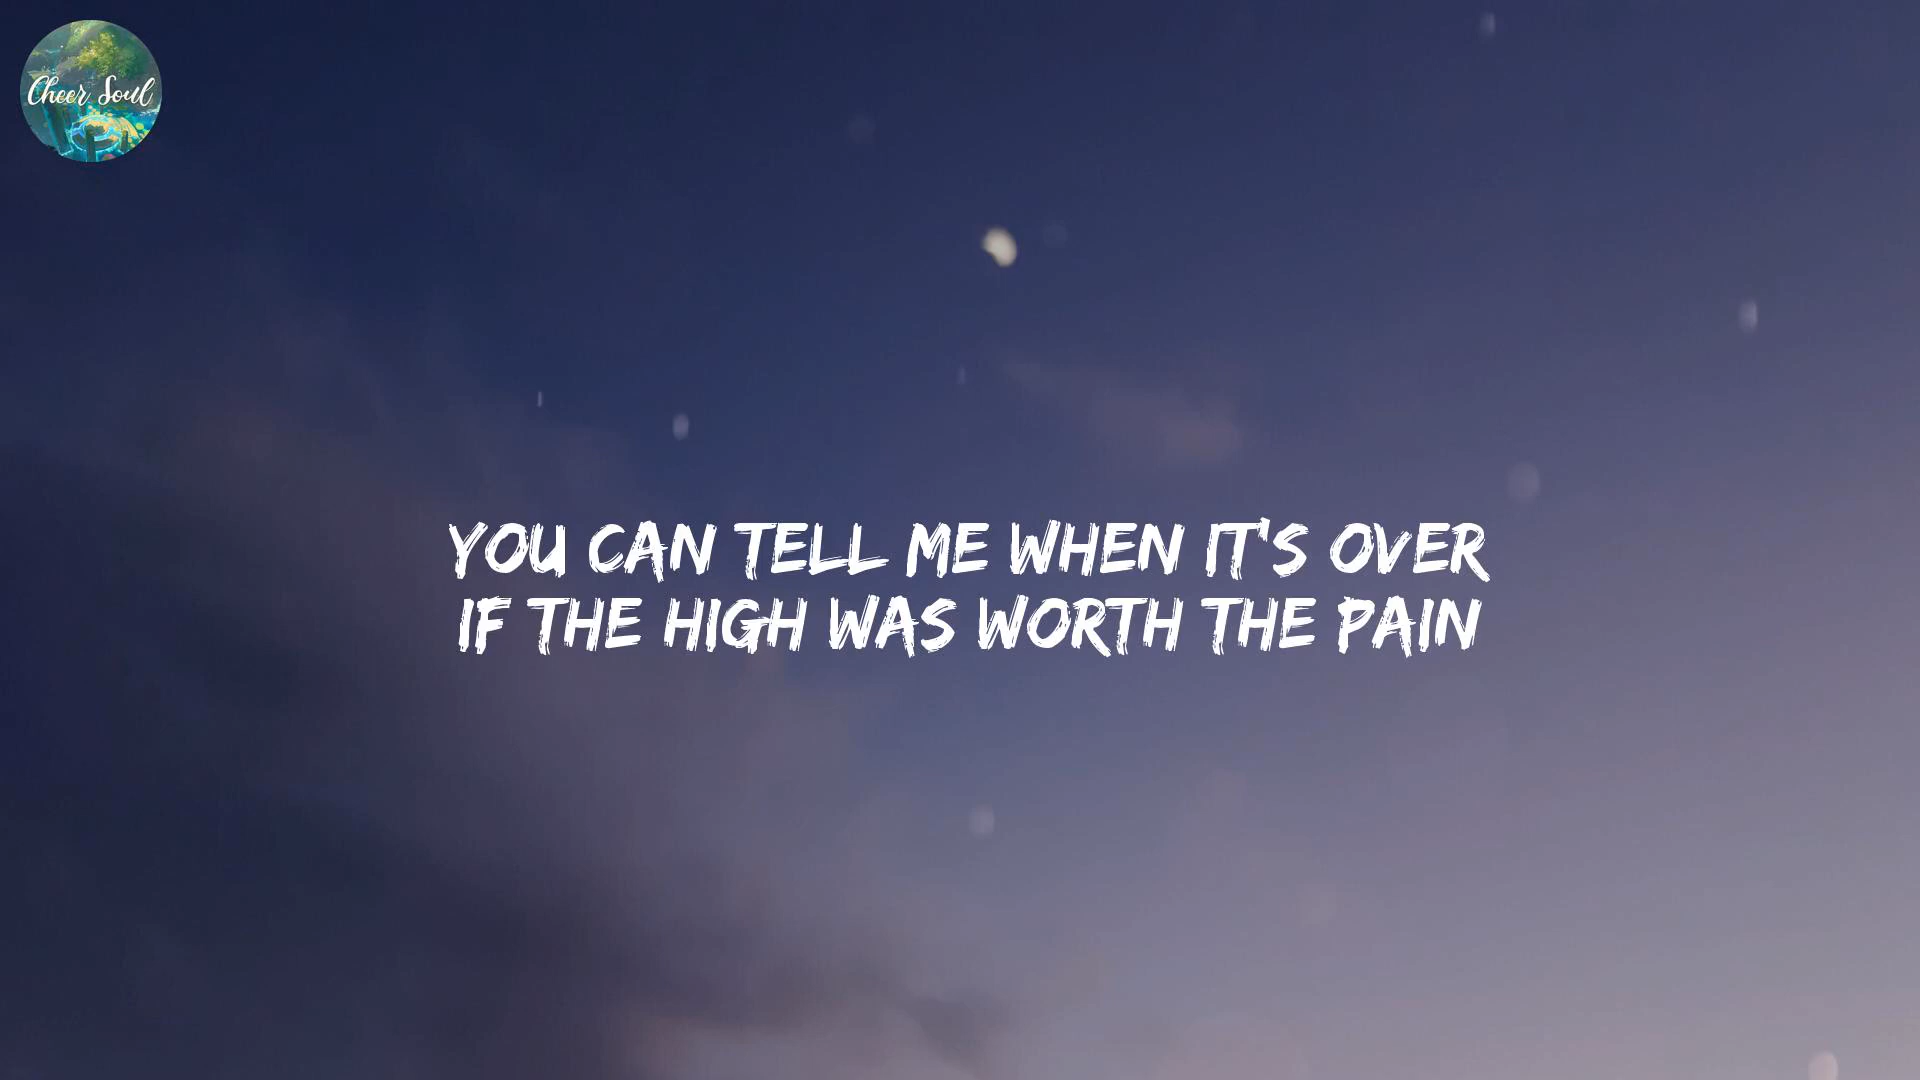 Cheer Soul
YOU CAN TELL ME WHEN IT'S OVER
IF THE HIGH WAS WORTH THE PAIN